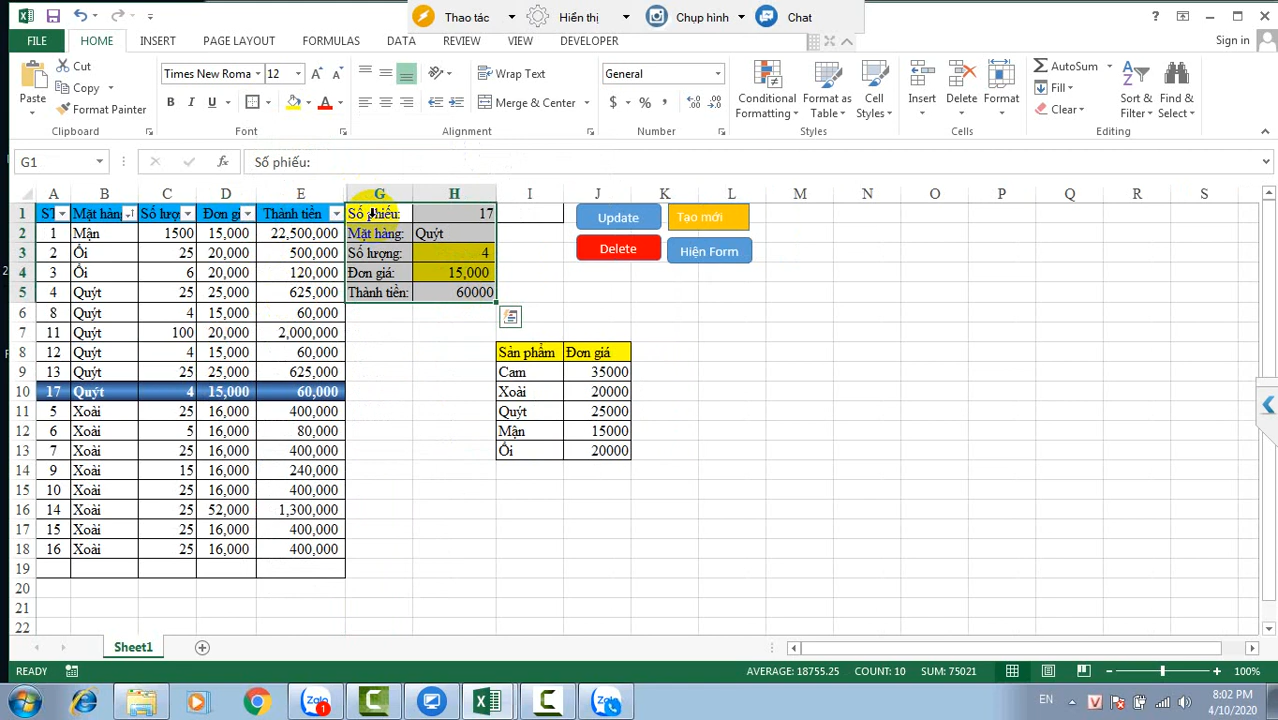 Thao tác Hiển thị Chụp hình Chat
FILE HOME INSERT PAGE LAYOUT FORMULAS DATA REVIEW VIEW DEVELOPER Sign in
Paste Cut Copy Format Painter Clipboard
Times New Roma 12 B I U Font
Wrap Text Merge & Center Alignment
General $ % , Number
Conditional Formatting Format as Table Cell Styles Styles
Insert Delete Format Cells
AutoSum Fill Clear Sort & Filter Find & Select Editing
G1 fx Số phiếu:
A B C D E G H I J K L M N O P Q R S
1 ST Mặt hàng Số lượ Đơn gi Thành tiền Số phiếu: 17 Update Tạo mới
2 1 Mận 1500 15,000 22,500,000 Mặt hàng: Quýt
3 2 Ổi 25 20,000 500,000 Số lượng: 4 Delete Hiện Form
4 3 Ổi 6 20,000 120,000 Đơn giá: 15,000
5 4 Quýt 25 25,000 625,000 Thành tiền: 60000
6 8 Quýt 4 15,000 60,000
7 11 Quýt 100 20,000 2,000,000
8 12 Quýt 4 15,000 60,000 Sản phẩm Đơn giá
9 13 Quýt 25 25,000 625,000 Cam 35000
10 17 Quýt 4 15,000 60,000 Xoài 20000
11 5 Xoài 25 16,000 400,000 Quýt 25000
12 6 Xoài 5 16,000 80,000 Mận 15000
13 7 Xoài 25 16,000 400,000 Ổi 20000
14 9 Xoài 15 16,000 240,000
15 10 Xoài 25 16,000 400,000
16 14 Xoài 25 52,000 1,300,000
17 15 Xoài 25 16,000 400,000
18 16 Xoài 25 16,000 400,000
19
20
21
22
Sheet1
READY AVERAGE: 18755.25 COUNT: 10 SUM: 75021 100%
Zalo 1 Zalo EN 8:02 PM
4/10/2020